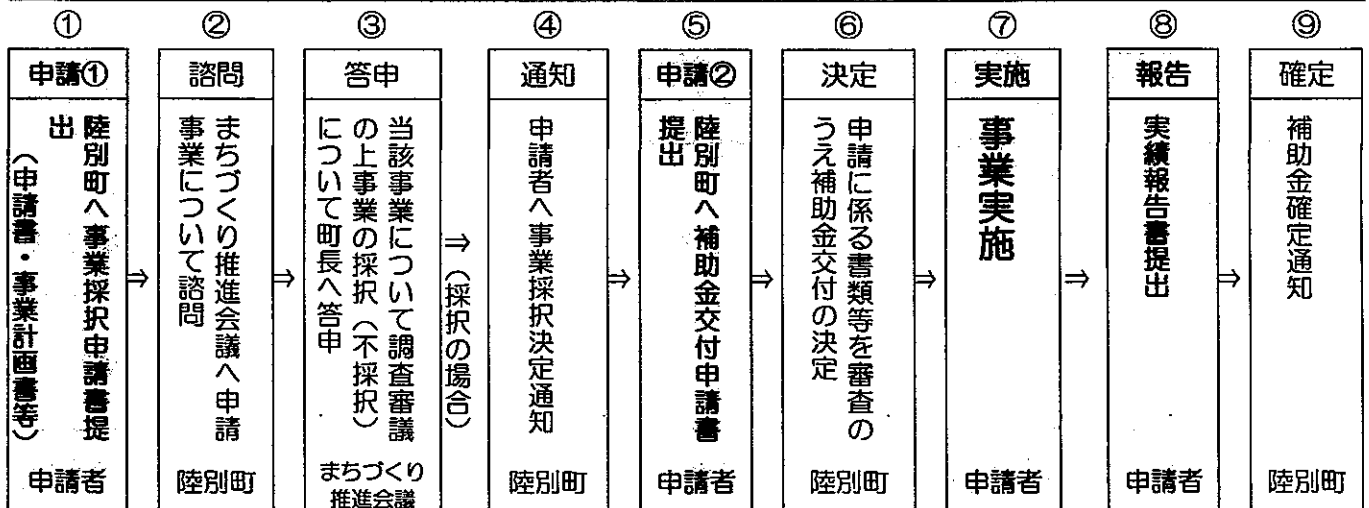 ①
申請①
陸別町へ事業採択申請書提
出
（申請書・事業計画書等）
申請者
⇒
②
諮問
まちづくり推進会議へ申請
事業について諮問
陸別町
⇒
③
答申
当該事業について調査審議
の上事業の採択（不採択）
について町長へ答申
まちづくり
推進会議
⇒（採択の場合）
④
通知
申請者へ事業採択決定通知
陸別町
⇒
⑤
申請②
陸別町へ補助金交付申請書
提出
申請者
⇒
⑥
決定
申請に係る書類等を審査の
うえ補助金交付の決定
陸別町
⇒
⑦
実施
事業実施
申請者
⇒
⑧
報告
実績報告書提出
申請者
⇒
⑨
確定
補助金確定通知
陸別町